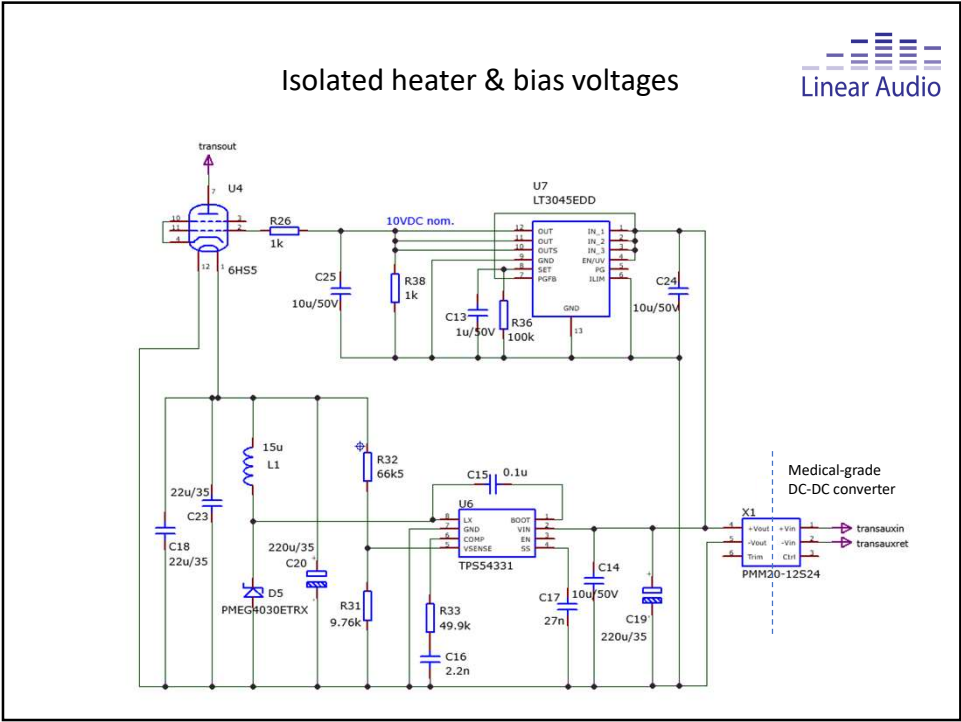 Isolated heater & bias voltages
Linear Audio
transout
7
U4
10
11
4
3
2
12
1
6HS5
R26
1k
10VDC nom.
C25
10u/50V
R38
1k
U7
LT3045EDD
12 OUT IN_1 1
11 OUT IN_2 2
10 OUTS IN_3 3
9 GND EN/UV 4
8 SET PG 5
7 PGFB ILIM 6
GND
13
C13
1u/50V
R36
100k
C24
10u/50V
15u
L1
22u/35
C23
C18
22u/35
220u/35
+
C20
D5
PMEG4030ETRX
R32
66k5
R31
9.76k
C15 0.1u
U6
8 LX BOOT 1
7 GND VIN 2
6 COMP EN 3
5 VSENSE SS 4
TPS54331
R33
49.9k
C16
2.2n
C17
27n
C14
10u/50V
+
C19
220u/35
Medical-grade
DC-DC converter
X1
4 +Vout +Vin 1
5 -Vout -Vin 2
6 Trim Ctrl 3
PMM20-12S24
transauxin
transauxret